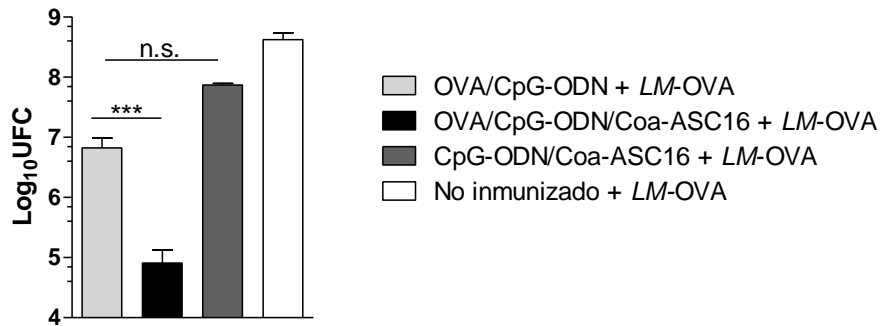 9
8
7
6
5
4
Log10UFC
n.s.
***
OVA/CpG-ODN + LM-OVA
OVA/CpG-ODN/Coa-ASC16 + LM-OVA
CpG-ODN/Coa-ASC16 + LM-OVA
No inmunizado + LM-OVA